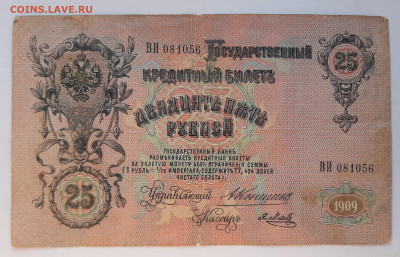 COINS.LAVE.RU
ВИ 081056
Государственный
25
Кредитный Билетъ
Двадцать пять
Рублей
Государственный Банкъ
размѣниваетъ кредитные билеты
на золотую монету безъ ограниченія суммы
(1 рубль = 1/15 имперіала, содержитъ 17,424 долей
чистаго золота).
ВИ 081056
25
Управляющій
Кассиръ
1909